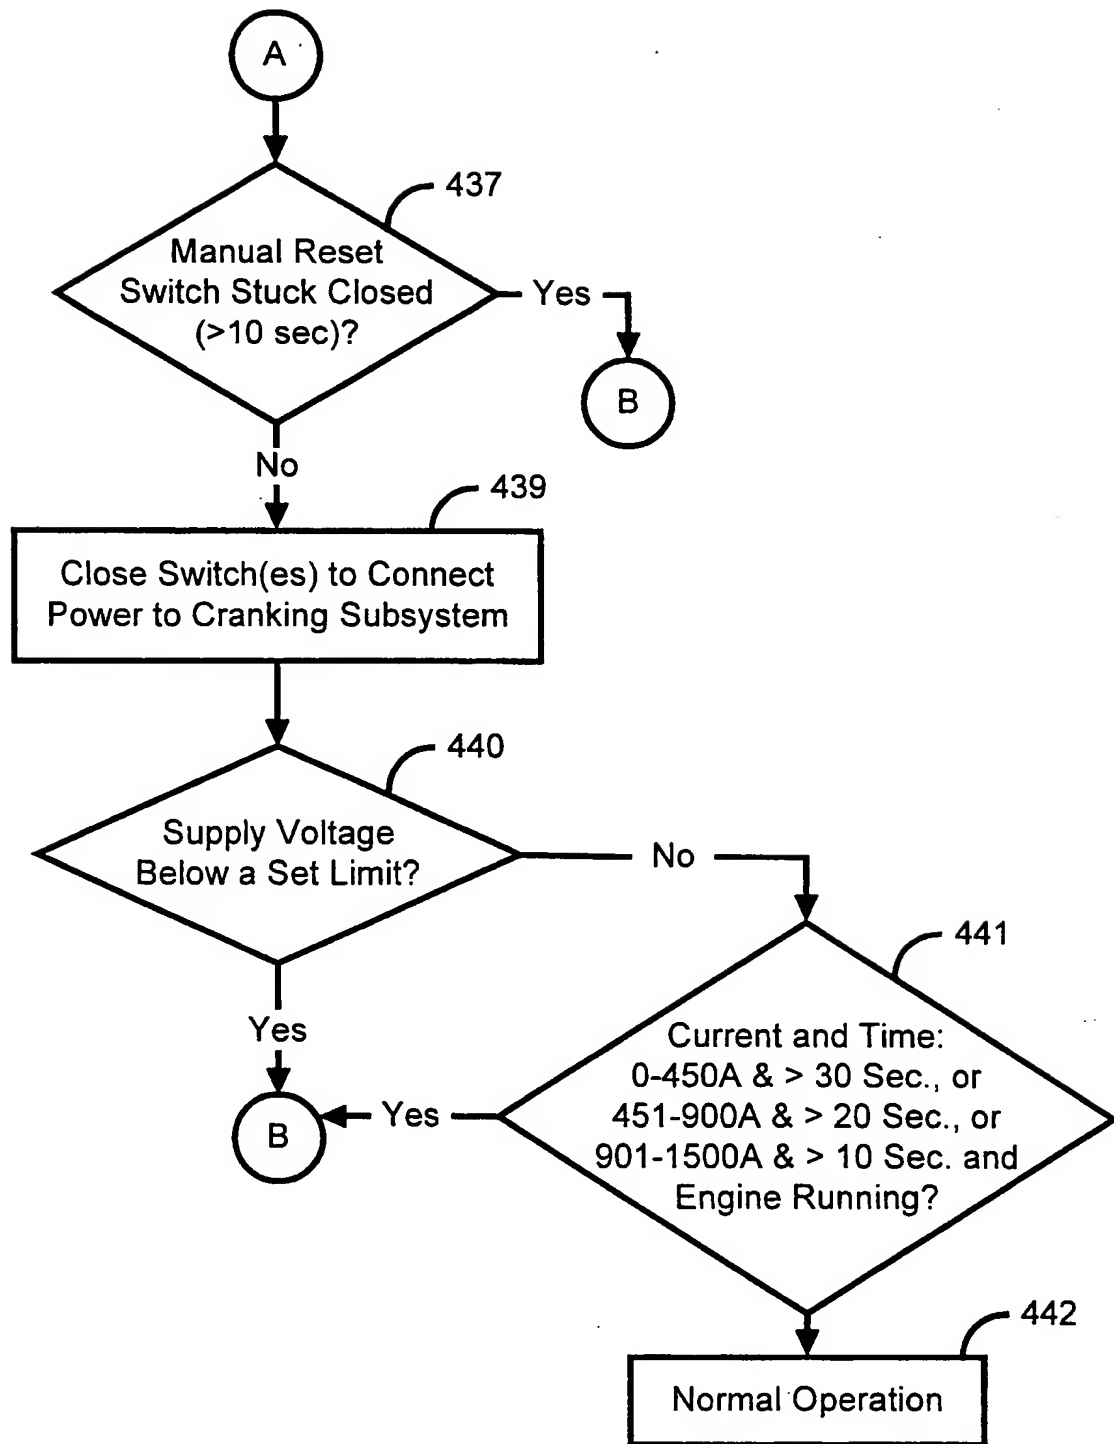 A
437
Manual Reset
Switch Stuck Closed
(>10 sec)?
Yes
B
No
439
Close Switch(es) to Connect
Power to Cranking Subsystem
440
Supply Voltage
Below a Set Limit?
No
441
Yes
Current and Time:
0-450A & > 30 Sec., or
451-900A & > 20 Sec., or
901-1500A & > 10 Sec. and
Engine Running?
Yes
B
442
Normal Operation